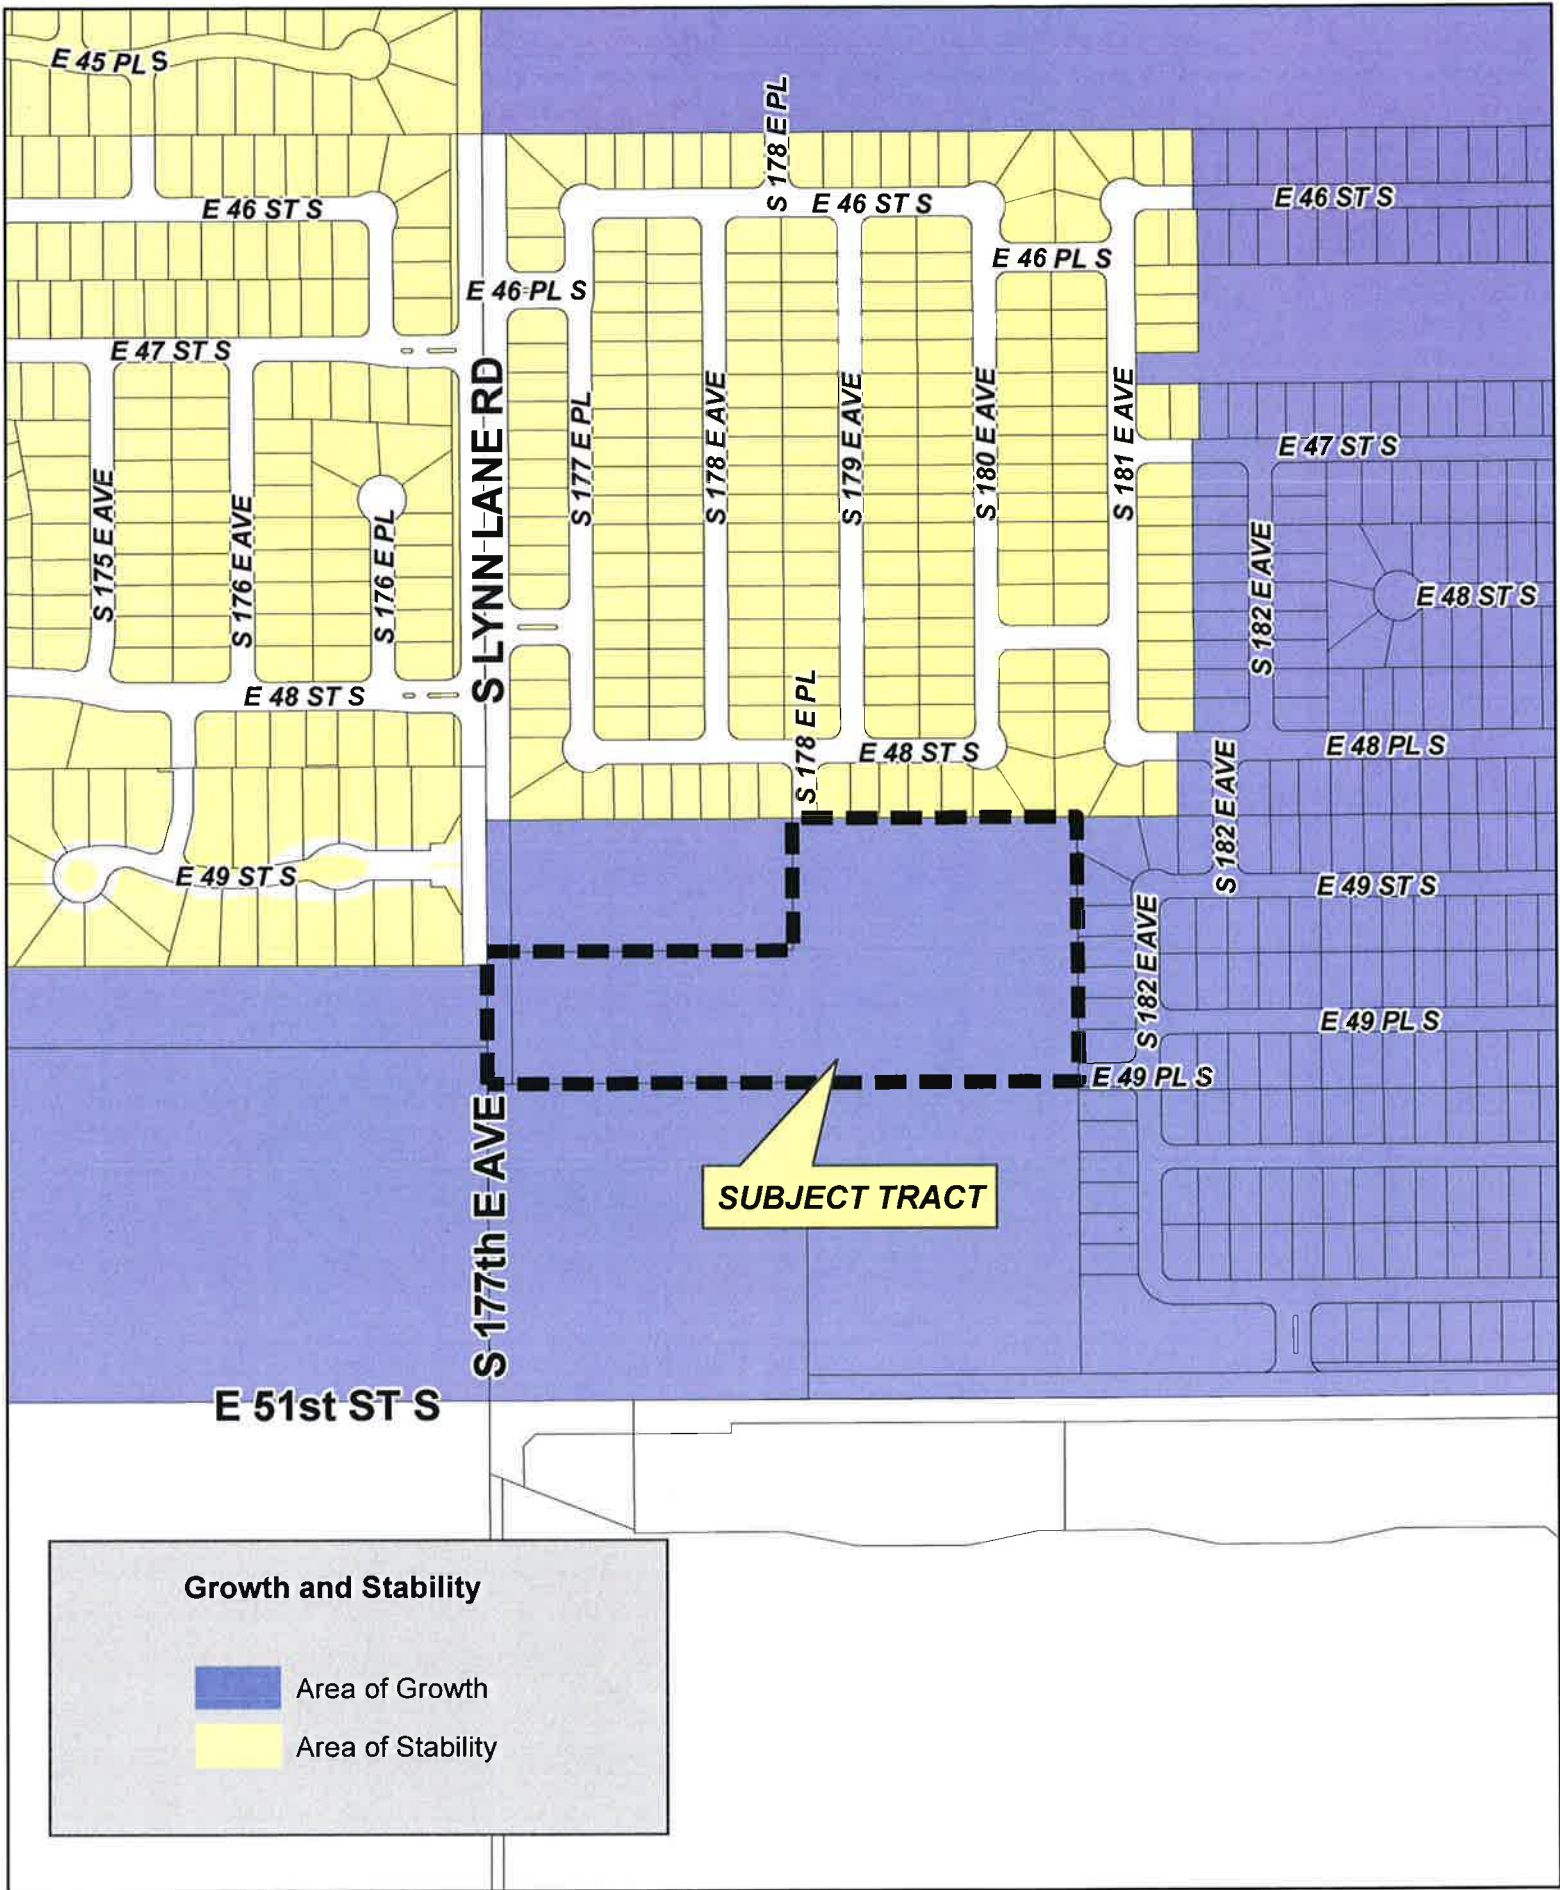 E 45 PL S
S 178 E PL
E 46 ST S
E 46 ST S
E 46 ST S
E 46 PL S
E 46 PL S
E 47 ST S
S LYNN LANE RD
S 175 E AVE
S 176 E AVE
S 176 E PL
S 177 E PL
S 178 E AVE
S 179 E AVE
S 180 E AVE
S 181 E AVE
E 47 ST S
S 182 E AVE
E 48 ST S
E 48 ST S
S 178 E PL
E 48 ST S
E 48 PL S
S 182 E AVE
E 49 ST S
E 49 ST S
S 182 E AVE
E 49 PL S
E 49 PL S
S 177th E AVE
SUBJECT TRACT
E 51st ST S
Growth and Stability
Area of Growth
Area of Stability